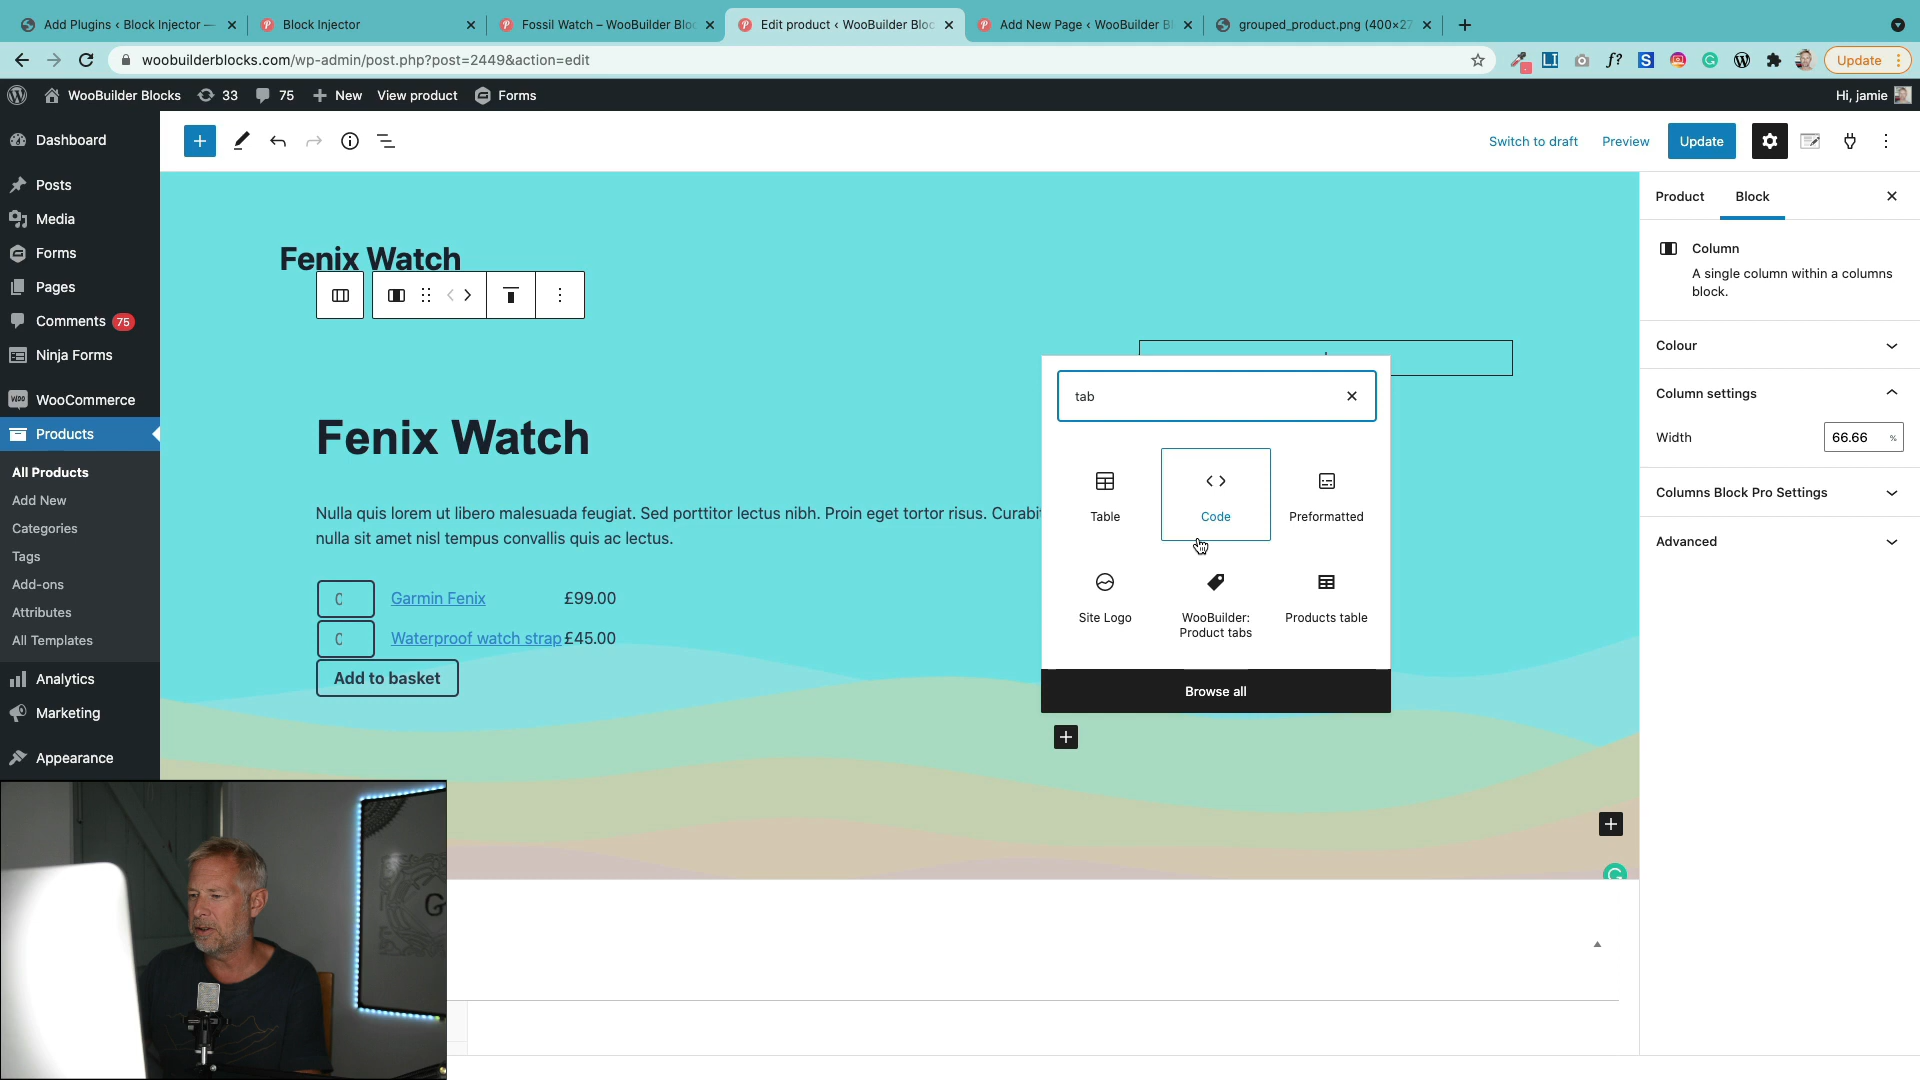 Add Plugins ‹ Block Injector —
Block Injector
Fossil Watch – WooBuilder Bloc
Edit product ‹ WooBuilder Bloc
Add New Page ‹ WooBuilder Bl
grouped_product.png (400×27
woobuilderblocks.com/wp-admin/post.php?post=2449&action=edit
Update
WooBuilder Blocks
33
75
New
View product
Forms
Hi, jamie
Dashboard
Posts
Media
Forms
Pages
Comments 75
Ninja Forms
WooCommerce
Products
All Products
Add New
Categories
Tags
Add-ons
Attributes
All Templates
Analytics
Marketing
Appearance
Switch to draft
Preview
Update
Fenix Watch
Fenix Watch
Nulla quis lorem ut libero malesuada feugiat. Sed porttitor lectus nibh. Proin eget tortor risus. Curabi
nulla sit amet nisl tempus convallis quis ac lectus.
Garmin Fenix £99.00
Waterproof watch strap £45.00
Add to basket
tab
Table
Code
Preformatted
Site Logo
WooBuilder:
Product tabs
Products table
Browse all
Product
Block
Column
A single column within a columns
block.
Colour
Column settings
Width
66.66 %
Columns Block Pro Settings
Advanced